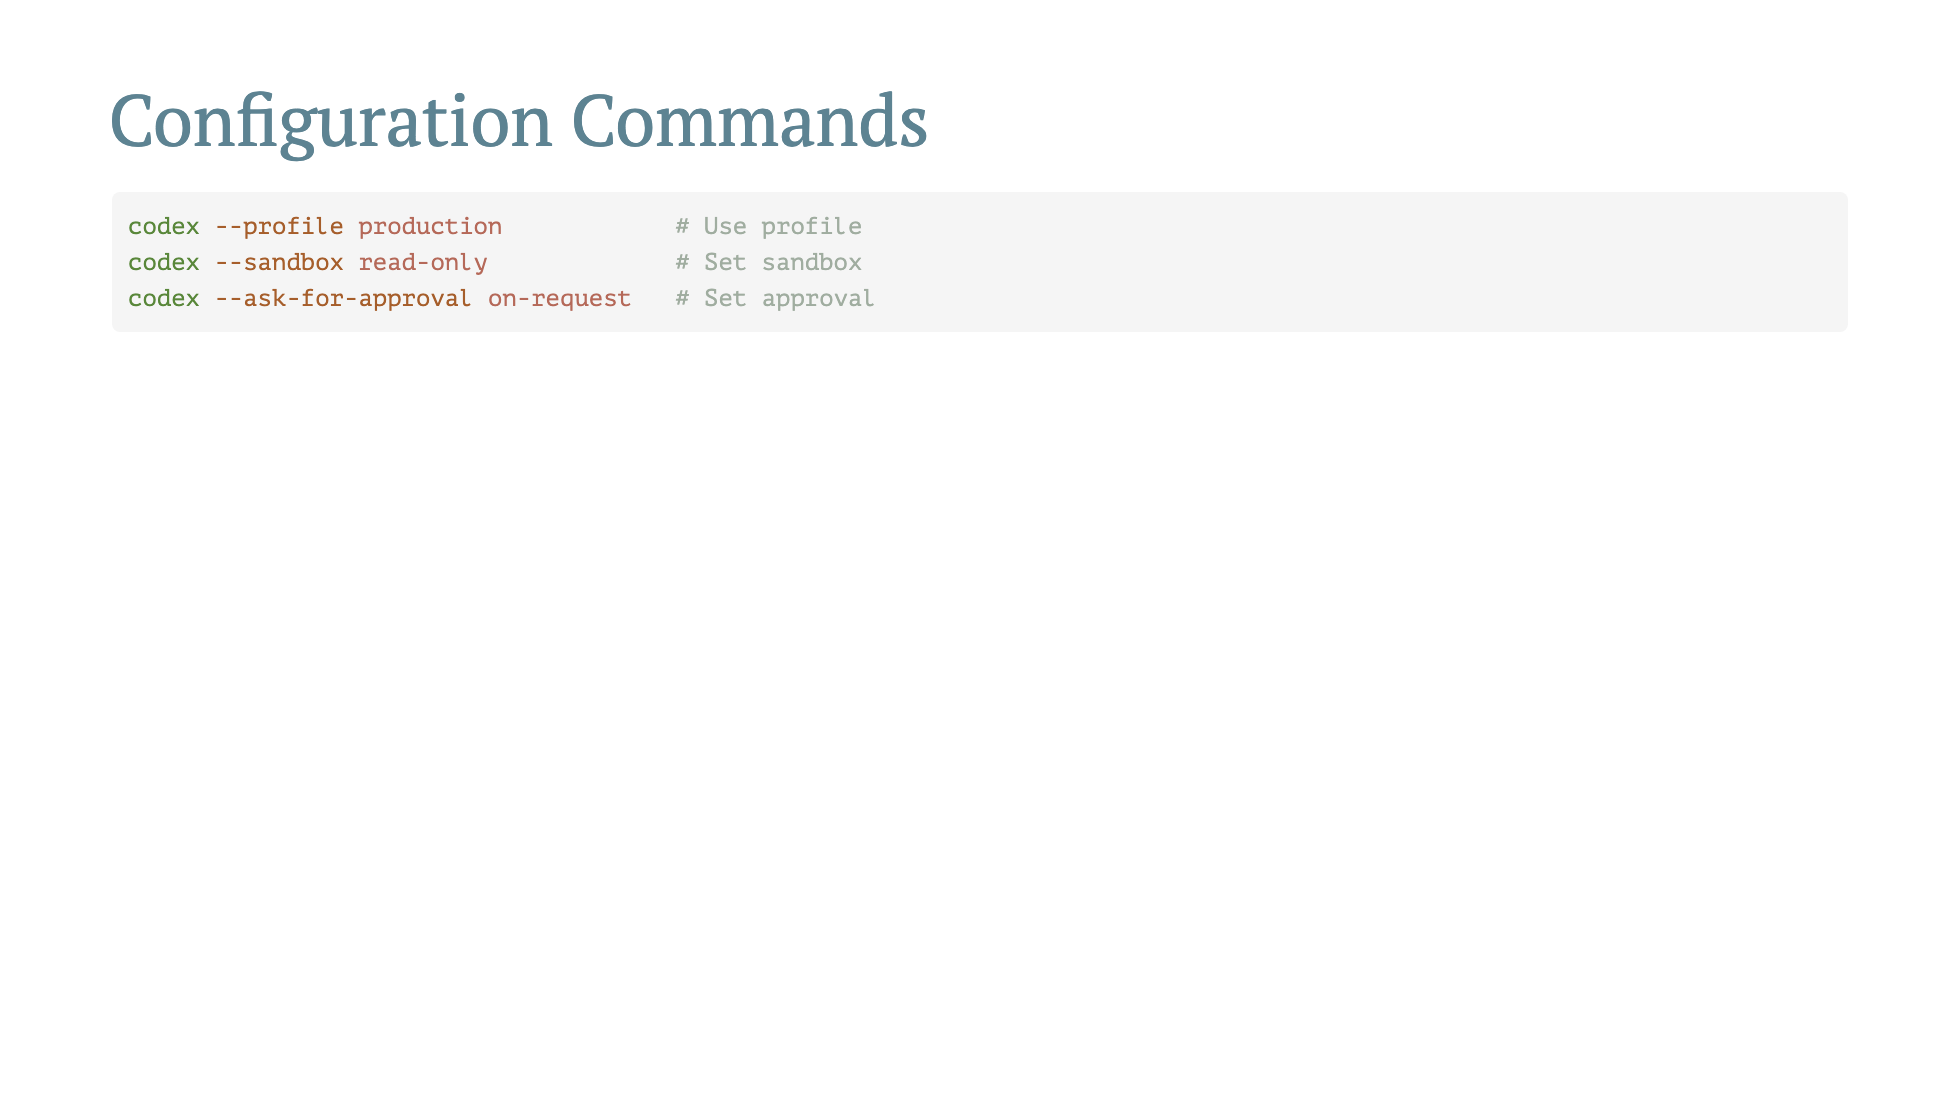 Configuration Commands
codex --profile production            # Use profile
codex --sandbox read-only             # Set sandbox
codex --ask-for-approval on-request   # Set approval